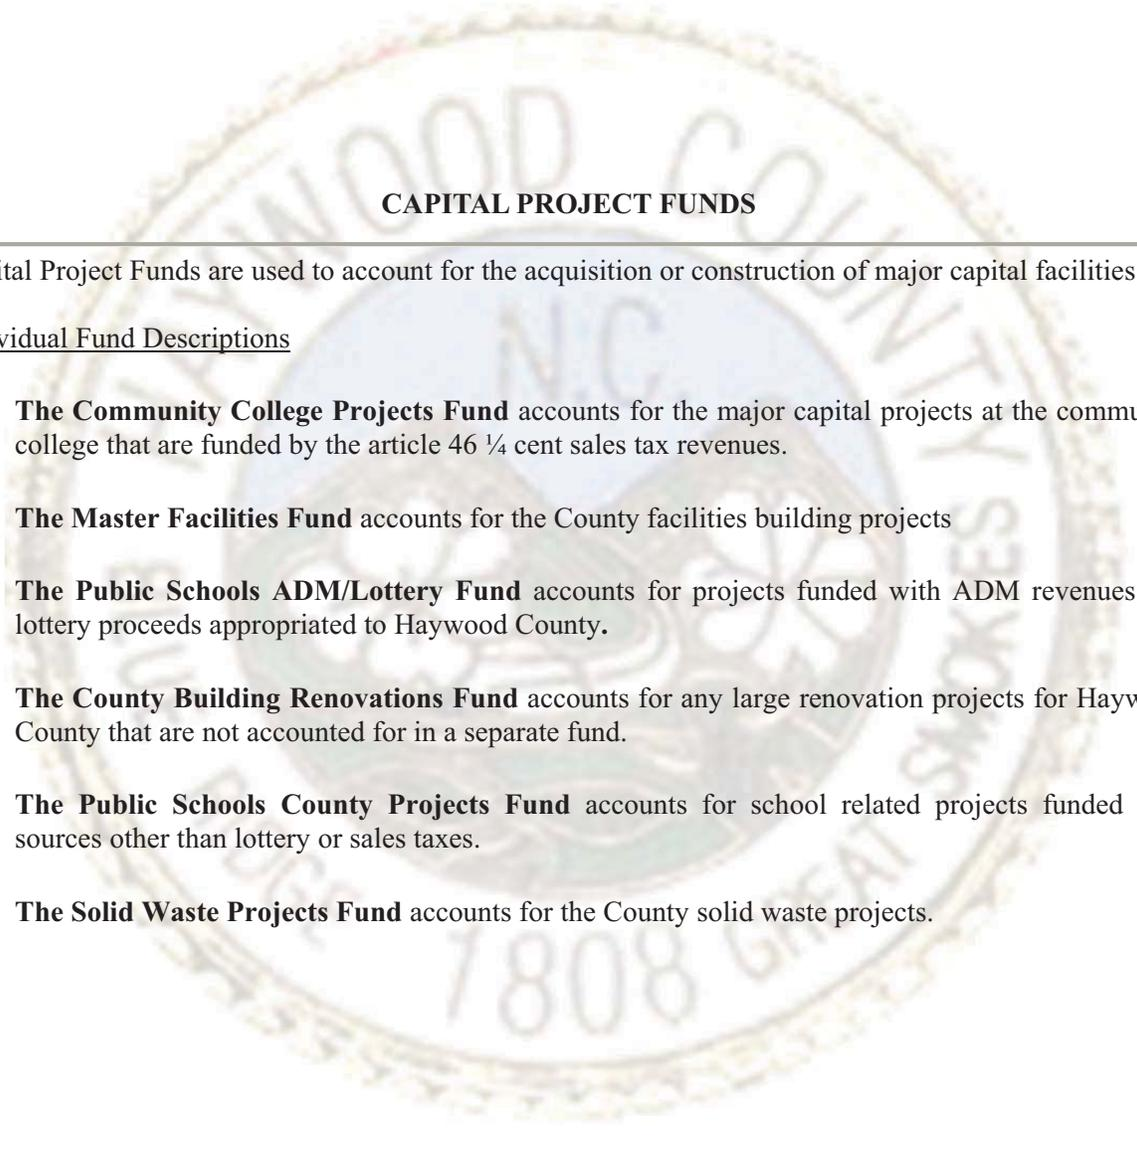 HAYWOOD COUNTY
CAPITAL PROJECT FUNDS
ital Project Funds are used to account for the acquisition or construction of major capital facilities
N.C.
vidual Fund Descriptions
The Community College Projects Fund accounts for the major capital projects at the commu
college that are funded by the article 46 ¼ cent sales tax revenues.
The Master Facilities Fund accounts for the County facilities building projects
The Public Schools ADM/Lottery Fund accounts for projects funded with ADM revenues
lottery proceeds appropriated to Haywood County.
The County Building Renovations Fund accounts for any large renovation projects for Hayw
County that are not accounted for in a separate fund.
The Public Schools County Projects Fund accounts for school related projects funded
sources other than lottery or sales taxes.
The Solid Waste Projects Fund accounts for the County solid waste projects.
GREAT SMOKES
1808